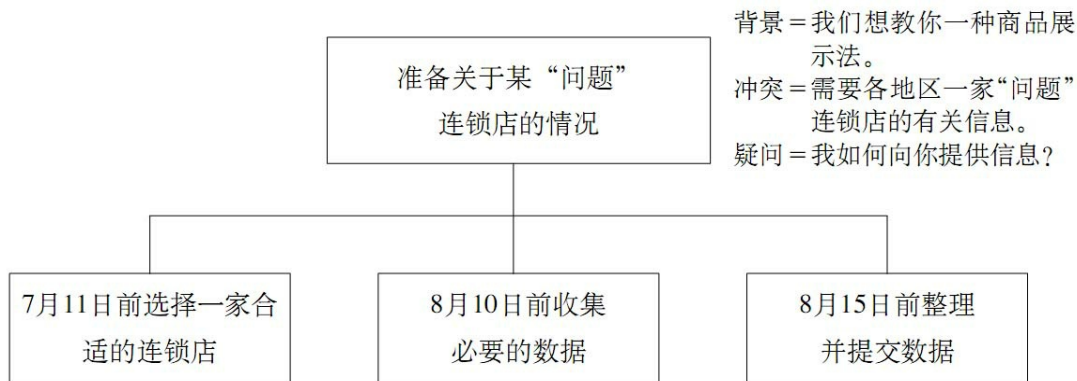 背景＝我们想教你一种商品展
示法。
冲突＝需要各地区一家“问题”
连锁店的有关信息。
疑问＝我如何向你提供信息？
准备关于某“问题”
连锁店的情况
7月11日前选择一家合
适的连锁店
8月10日前收集
必要的数据
8月15日前整理
并提交数据